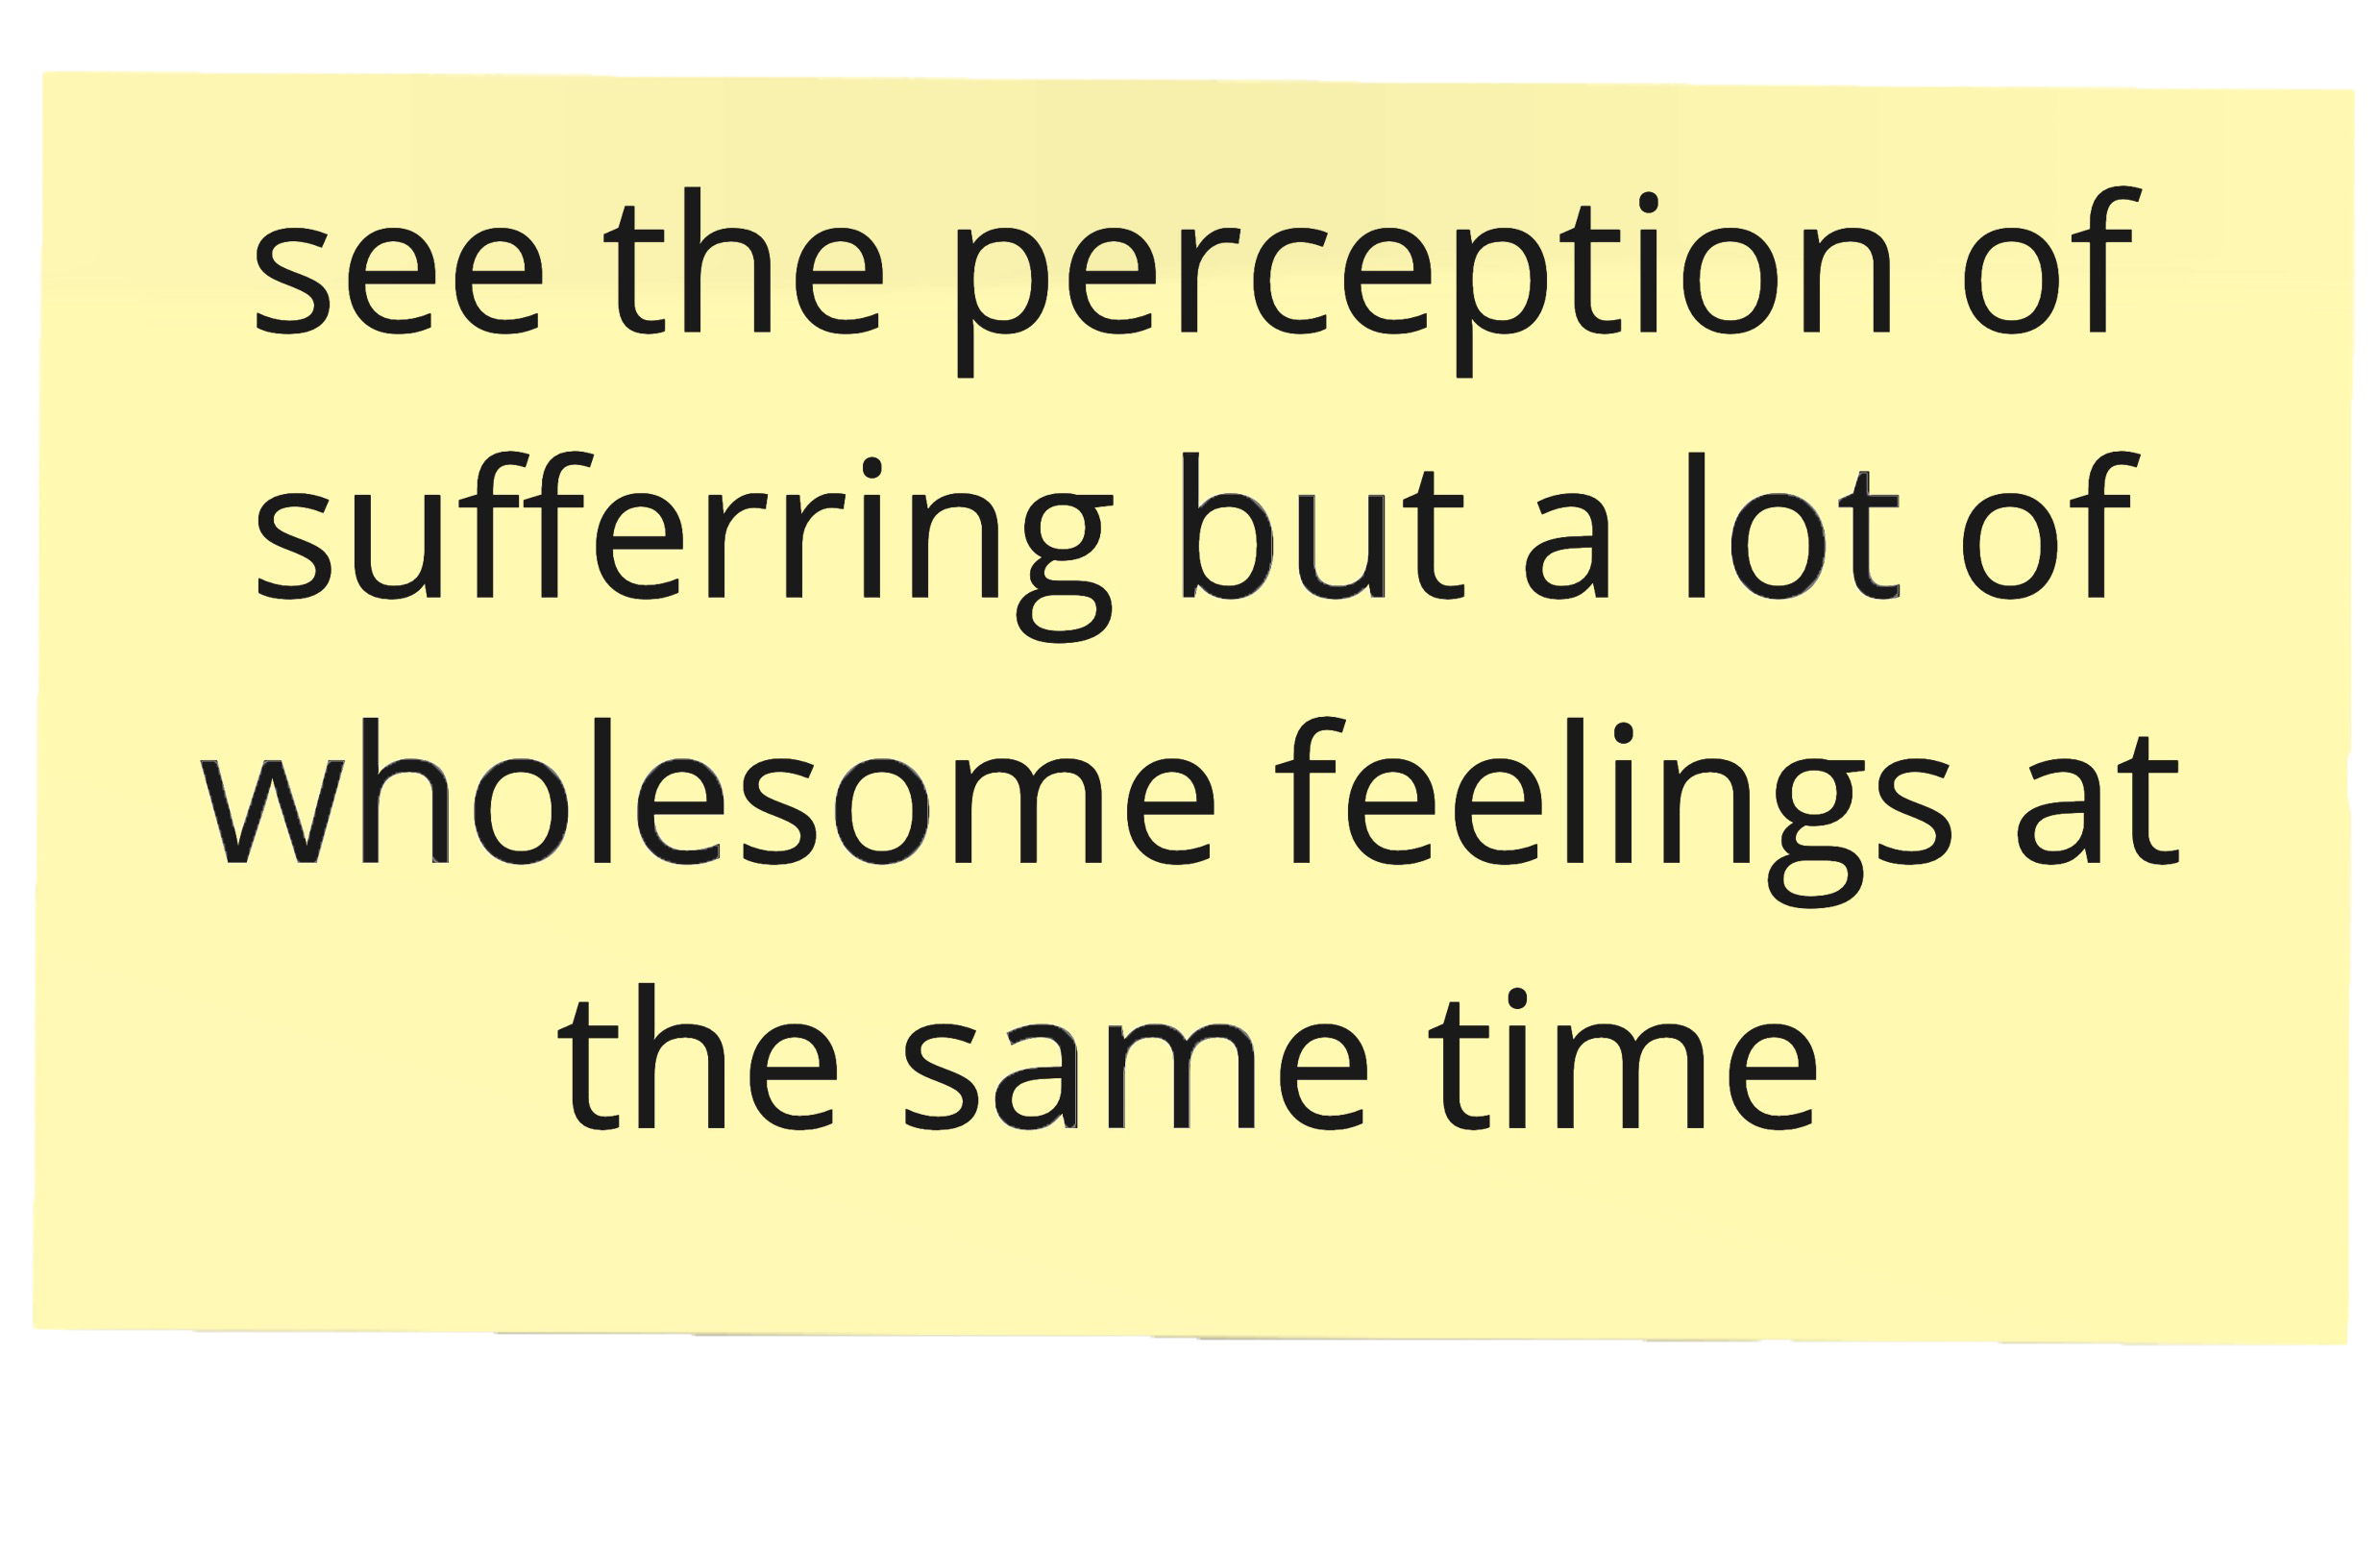 see the perception of
sufferring but a lot of
wholesome feelings at
the same time